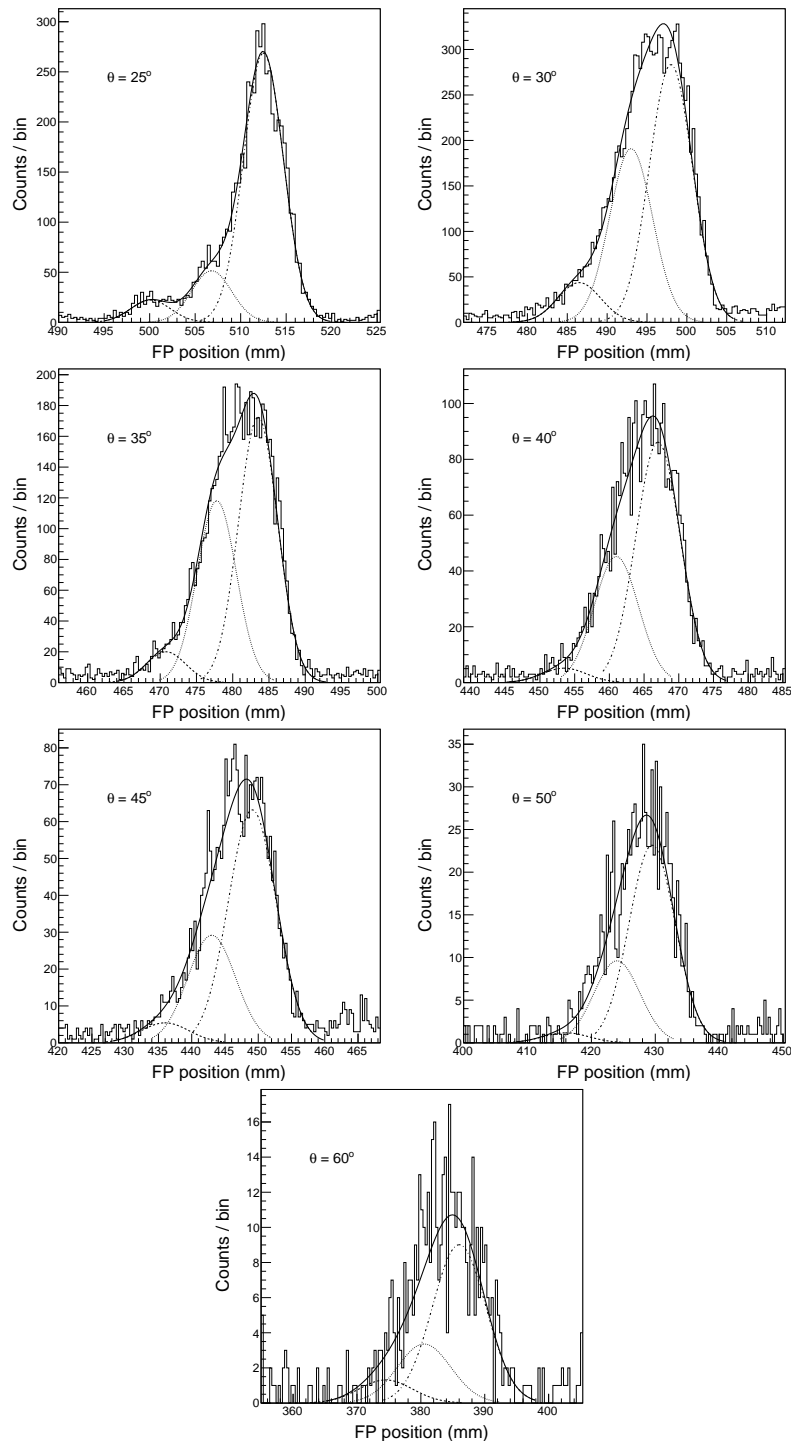 Counts / bin
300
250
200
150
100
50
0
θ = 25º
490 495 500 505 510 515 520 525
FP position (mm)
Counts / bin
300
250
200
150
100
50
0
θ = 30º
475 480 485 490 495 500 505 510
FP position (mm)
Counts / bin
200
180
160
140
120
100
80
60
40
20
0
θ = 35º
460 465 470 475 480 485 490 495 500
FP position (mm)
Counts / bin
100
80
60
40
20
0
θ = 40º
440 445 450 455 460 465 470 475 480 485
FP position (mm)
Counts / bin
80
70
60
50
40
30
20
10
0
θ = 45º
420 425 430 435 440 445 450 455 460 465
FP position (mm)
Counts / bin
35
30
25
20
15
10
5
0
θ = 50º
400 410 420 430 440 450
FP position (mm)
Counts / bin
16
14
12
10
8
6
4
2
0
θ = 60º
360 370 380 390 400
FP position (mm)